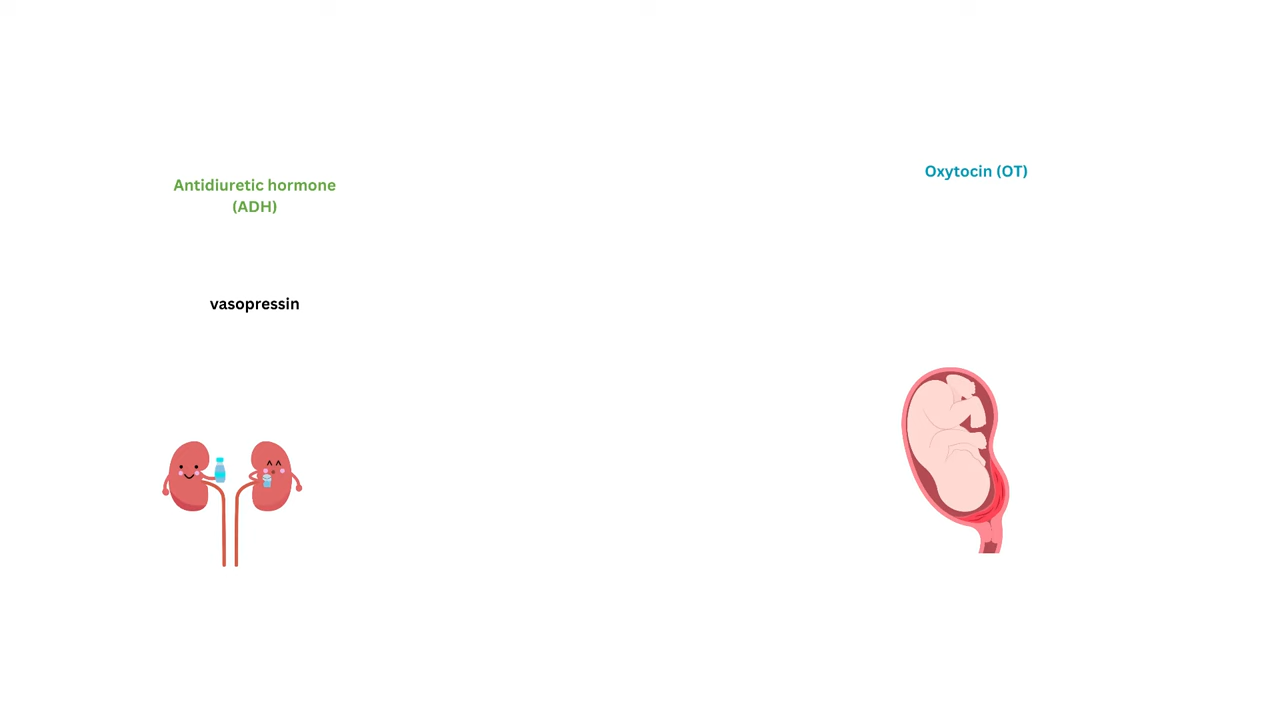 Antidiuretic hormone
(ADH)
vasopressin
Oxytocin (OT)